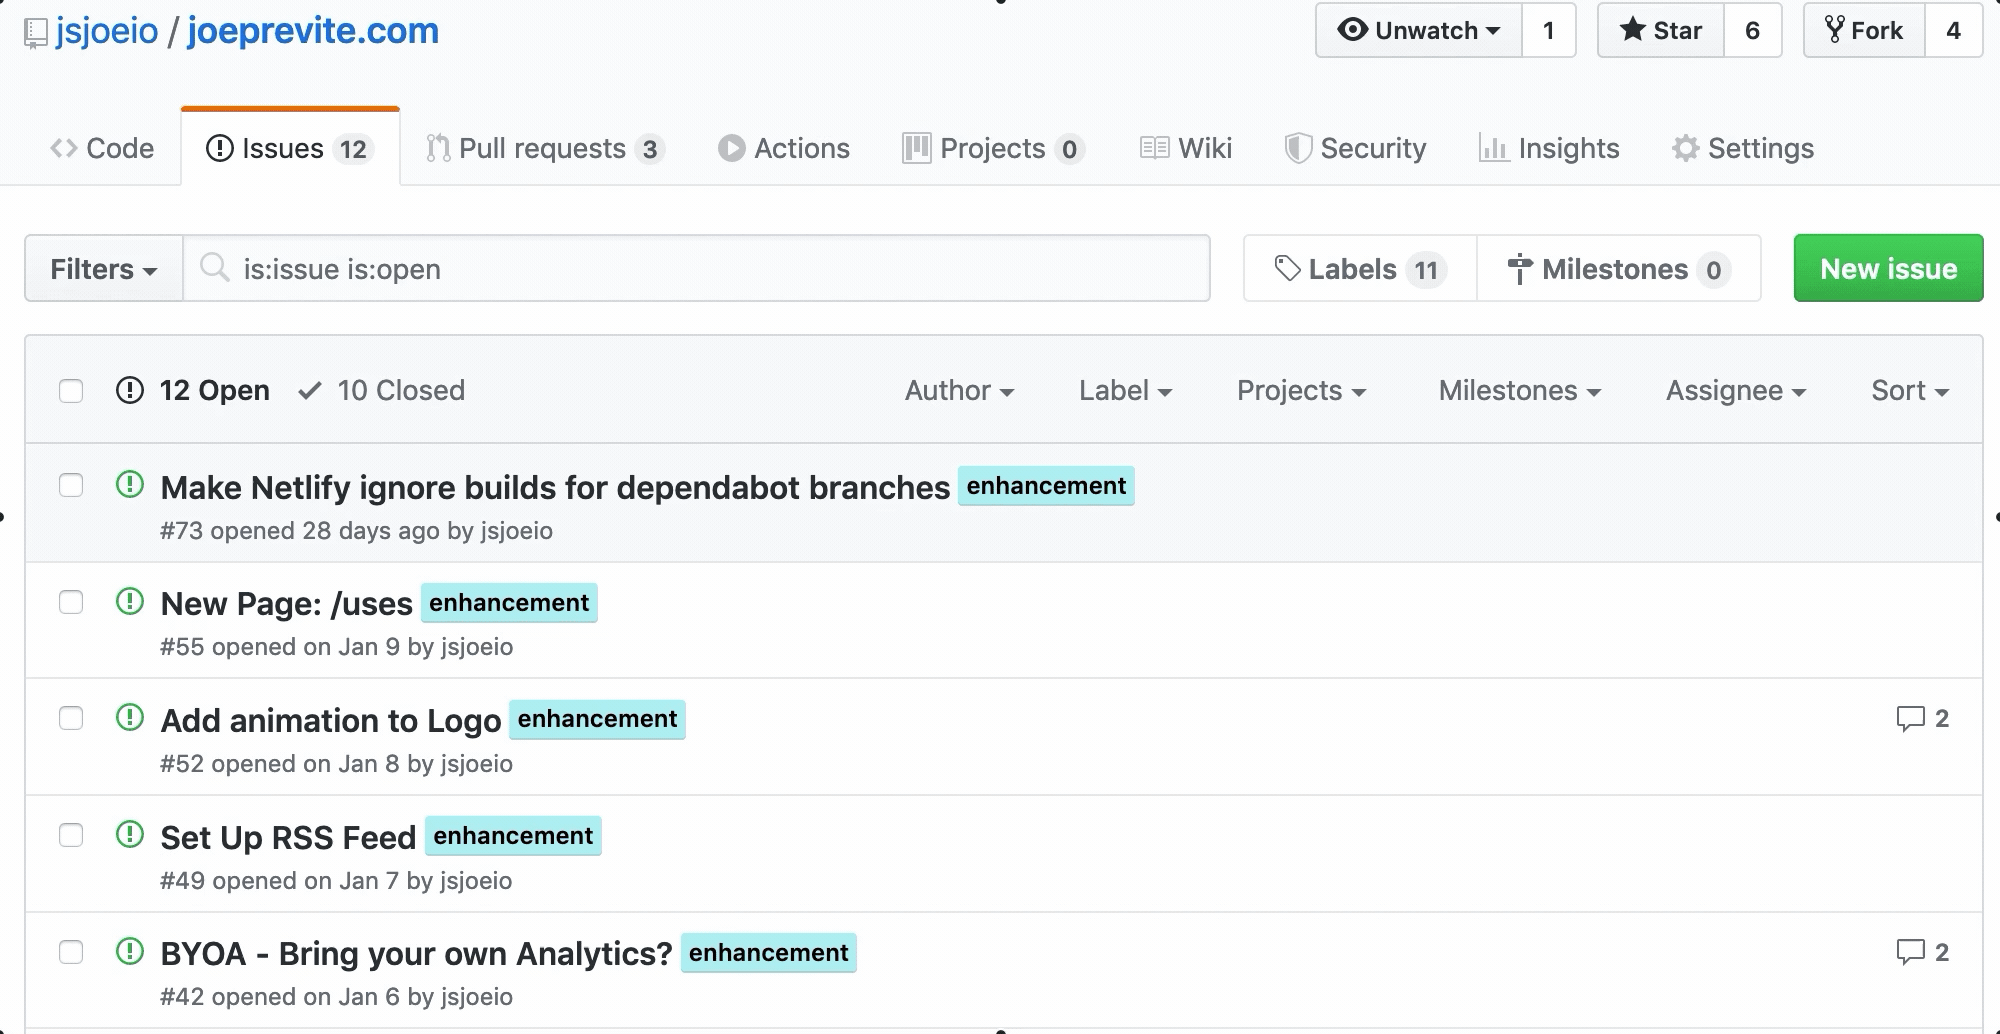 jsjoeio / joeprevite.com Unwatch 1 Star 6 Fork 4
Code Issues 12 Pull requests 3 Actions Projects 0 Wiki Security Insights Settings
Filters is:issue is:open Labels 11 Milestones 0 New issue
12 Open 10 Closed Author Label Projects Milestones Assignee Sort
Make Netlify ignore builds for dependabot branches enhancement
#73 opened 28 days ago by jsjoeio
New Page: /uses enhancement
#55 opened on Jan 9 by jsjoeio
Add animation to Logo enhancement 2
#52 opened on Jan 8 by jsjoeio
Set Up RSS Feed enhancement
#49 opened on Jan 7 by jsjoeio
BYOA - Bring your own Analytics? enhancement 2
#42 opened on Jan 6 by jsjoeio